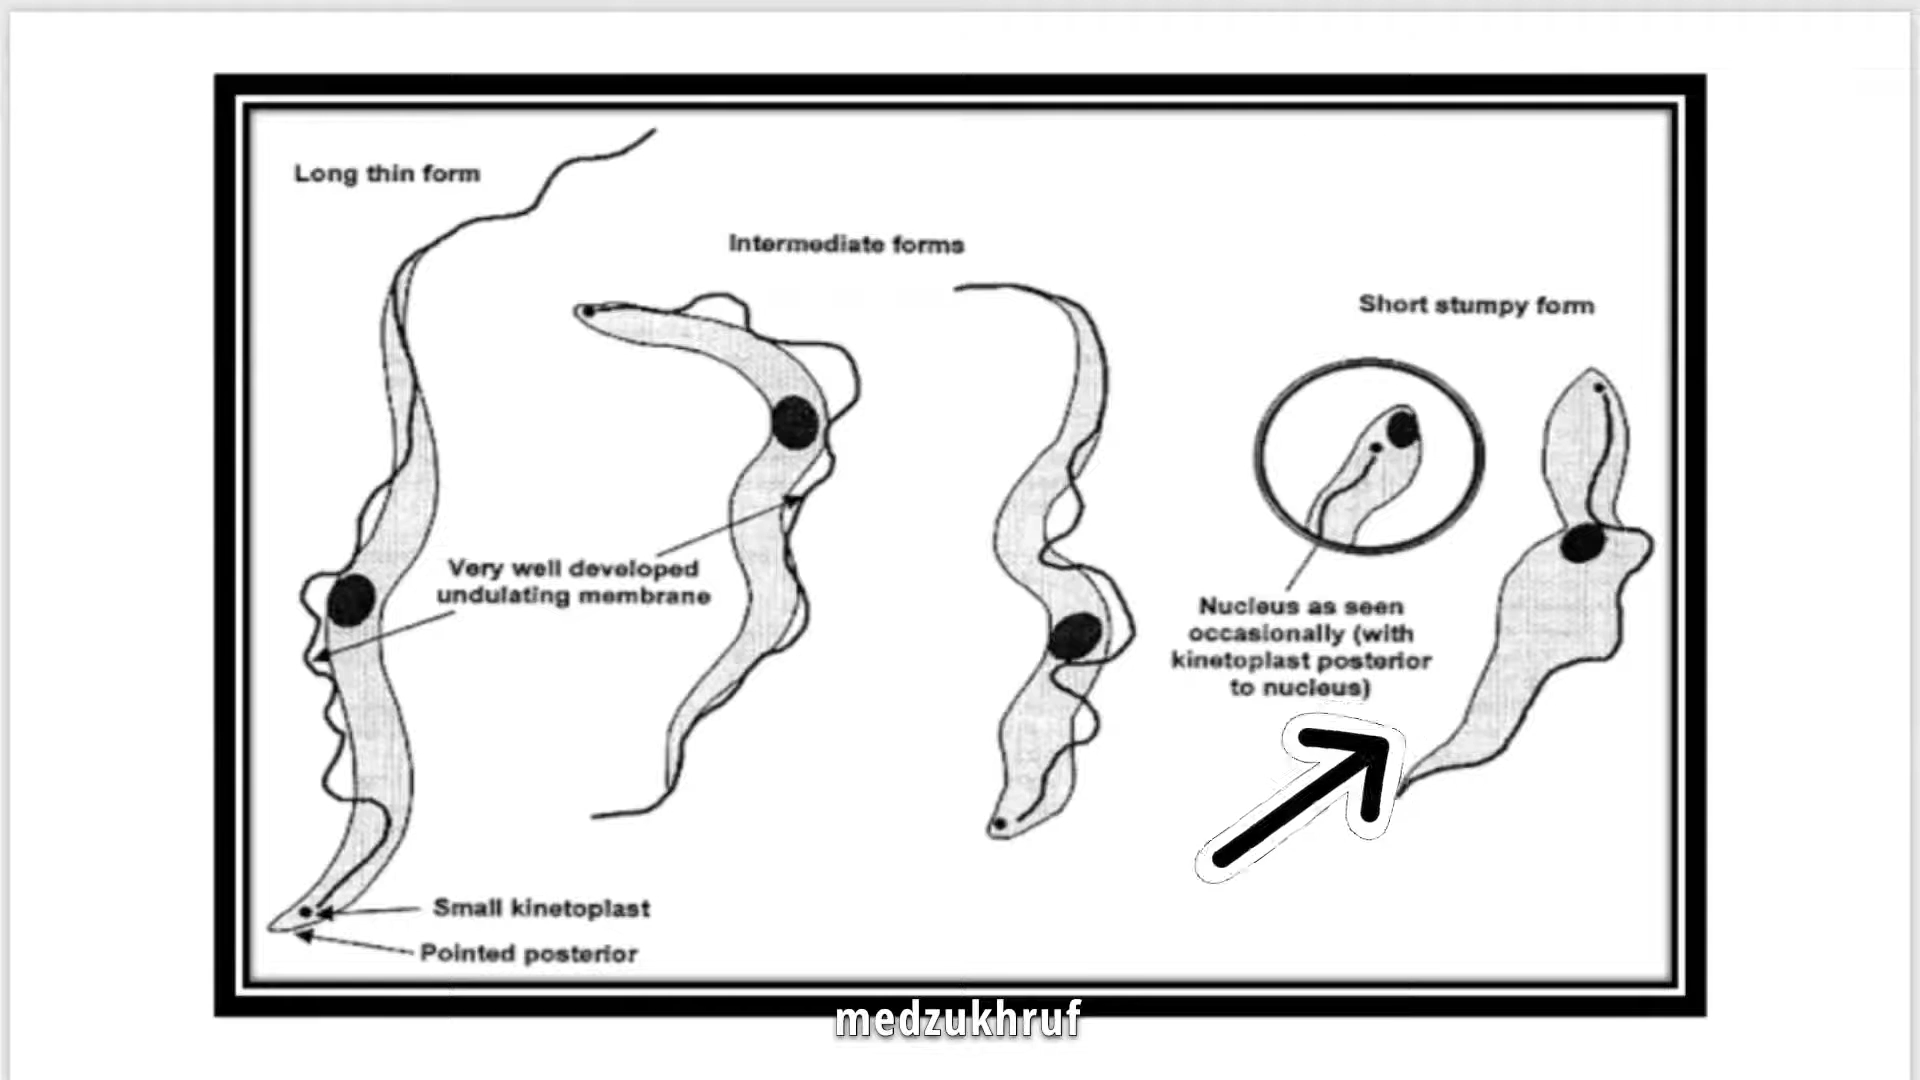 Long thin form
Intermediate forms
Short stumpy form
Very well developed
undulating membrane
Nucleus as seen
occasionally (with
kinetoplast posterior
to nucleus)
Small kinetoplast
Pointed posterior
medzukhruf